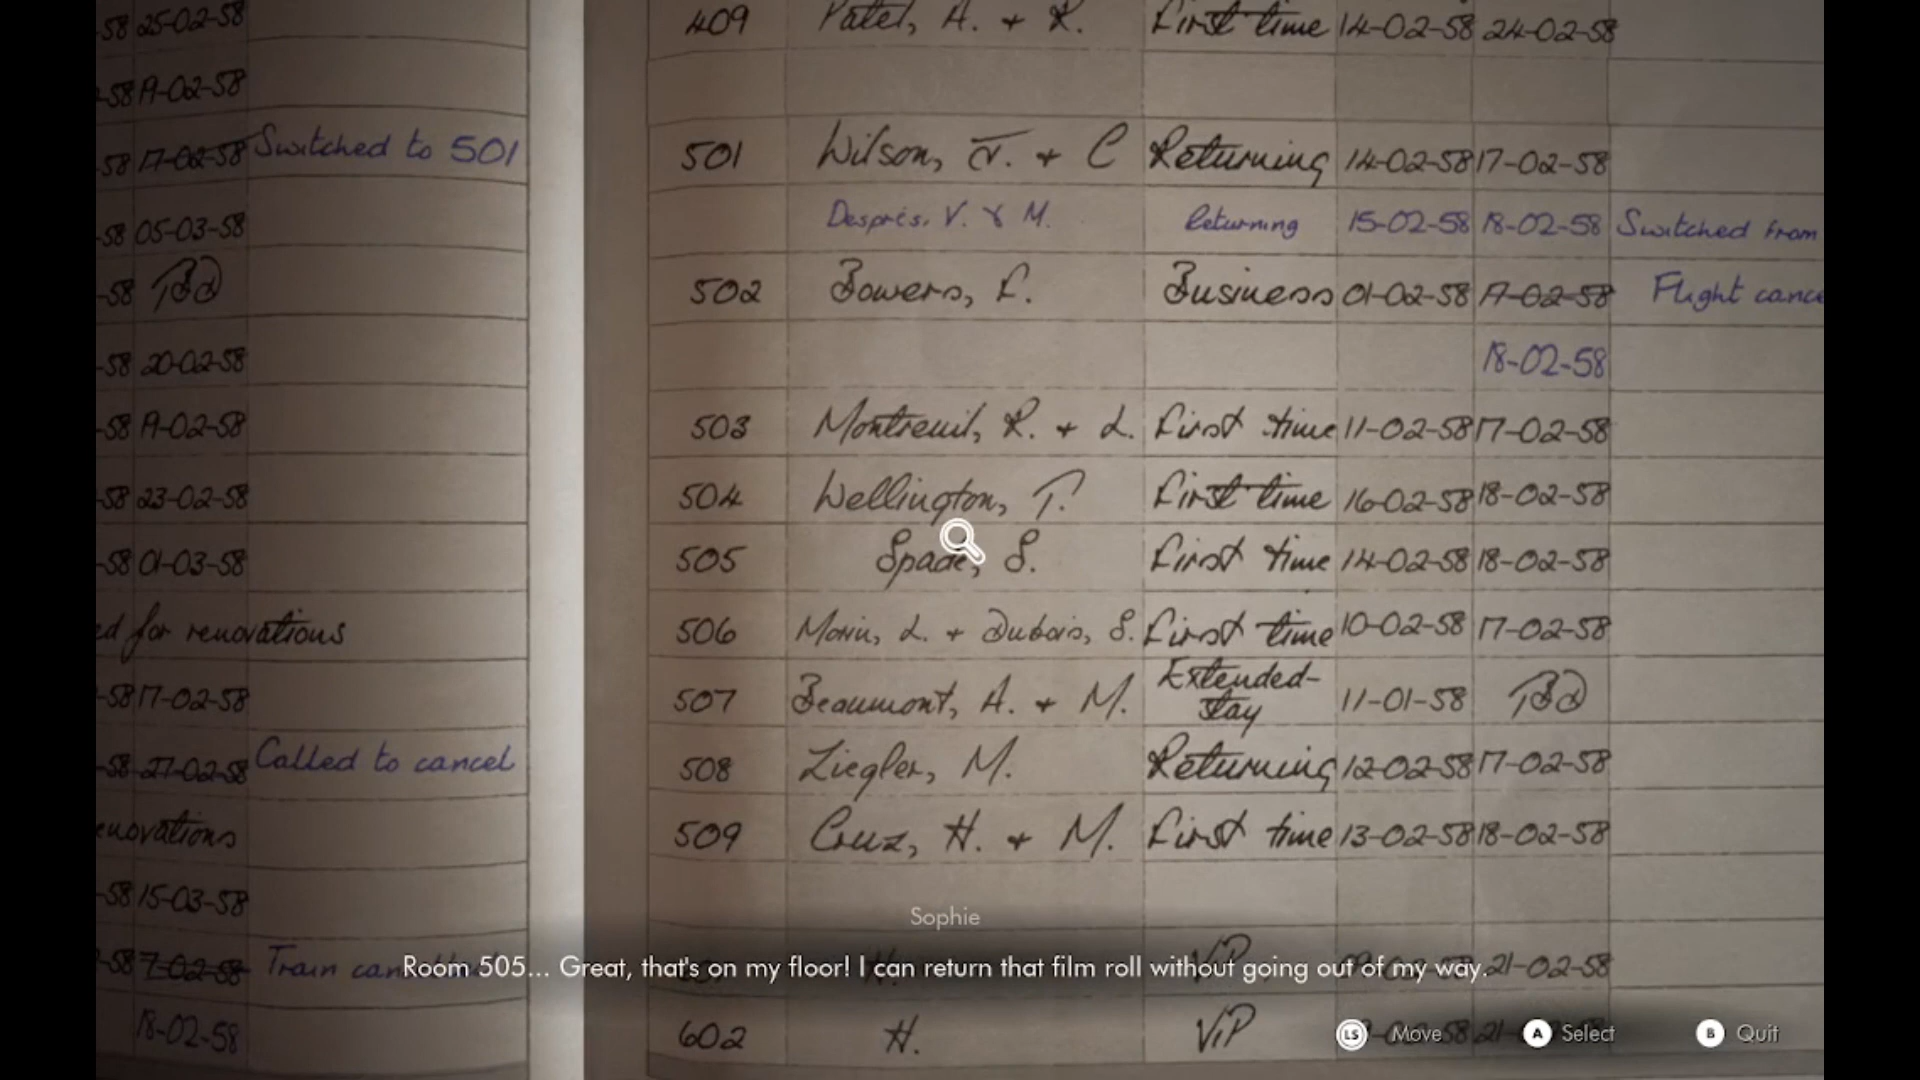 58 25-02-58
58 19-02-58
58 17-02-58 Switched to 501
58 05-03-58
-58 TBD
58 20-02-58
-58 19-02-58
-58 23-02-58
-58 01-03-58
ed for renovations
-58 17-02-58
-58 27-02-58 Called to cancel
enovations
-58 15-03-58
-58 Train
18-02-58
409 Patel, A. + R. First time 14-02-58 24-02-58
501 Wilson, J. + C Returning 14-02-58 17-02-58
Després, V. & M. Returning 15-02-58 18-02-58 Switched from
502 Bowers, F. Business 01-02-58 17-02-58 Flight cance
18-02-58
503 Montreuil, R. + L. First time 11-02-58 17-02-58
504 Wellington, T. First time 16-02-58 18-02-58
505 Spade, S. First time 14-02-58 18-02-58
506 Morin, L. + Dubois, S. First time 10-02-58 17-02-58
507 Beaumont, A. + M. Extended-
stay 11-01-58 TBD
508 Ziegler, M. Returning 12-02-58 17-02-58
509 Cruz, H. + M. First time 13-02-58 18-02-58
H. ViP 21-02-58
602 H. ViP
Sophie
Room 505... Great, that's on my floor! I can return that film roll without going out of my way.
LS Move A Select B Quit